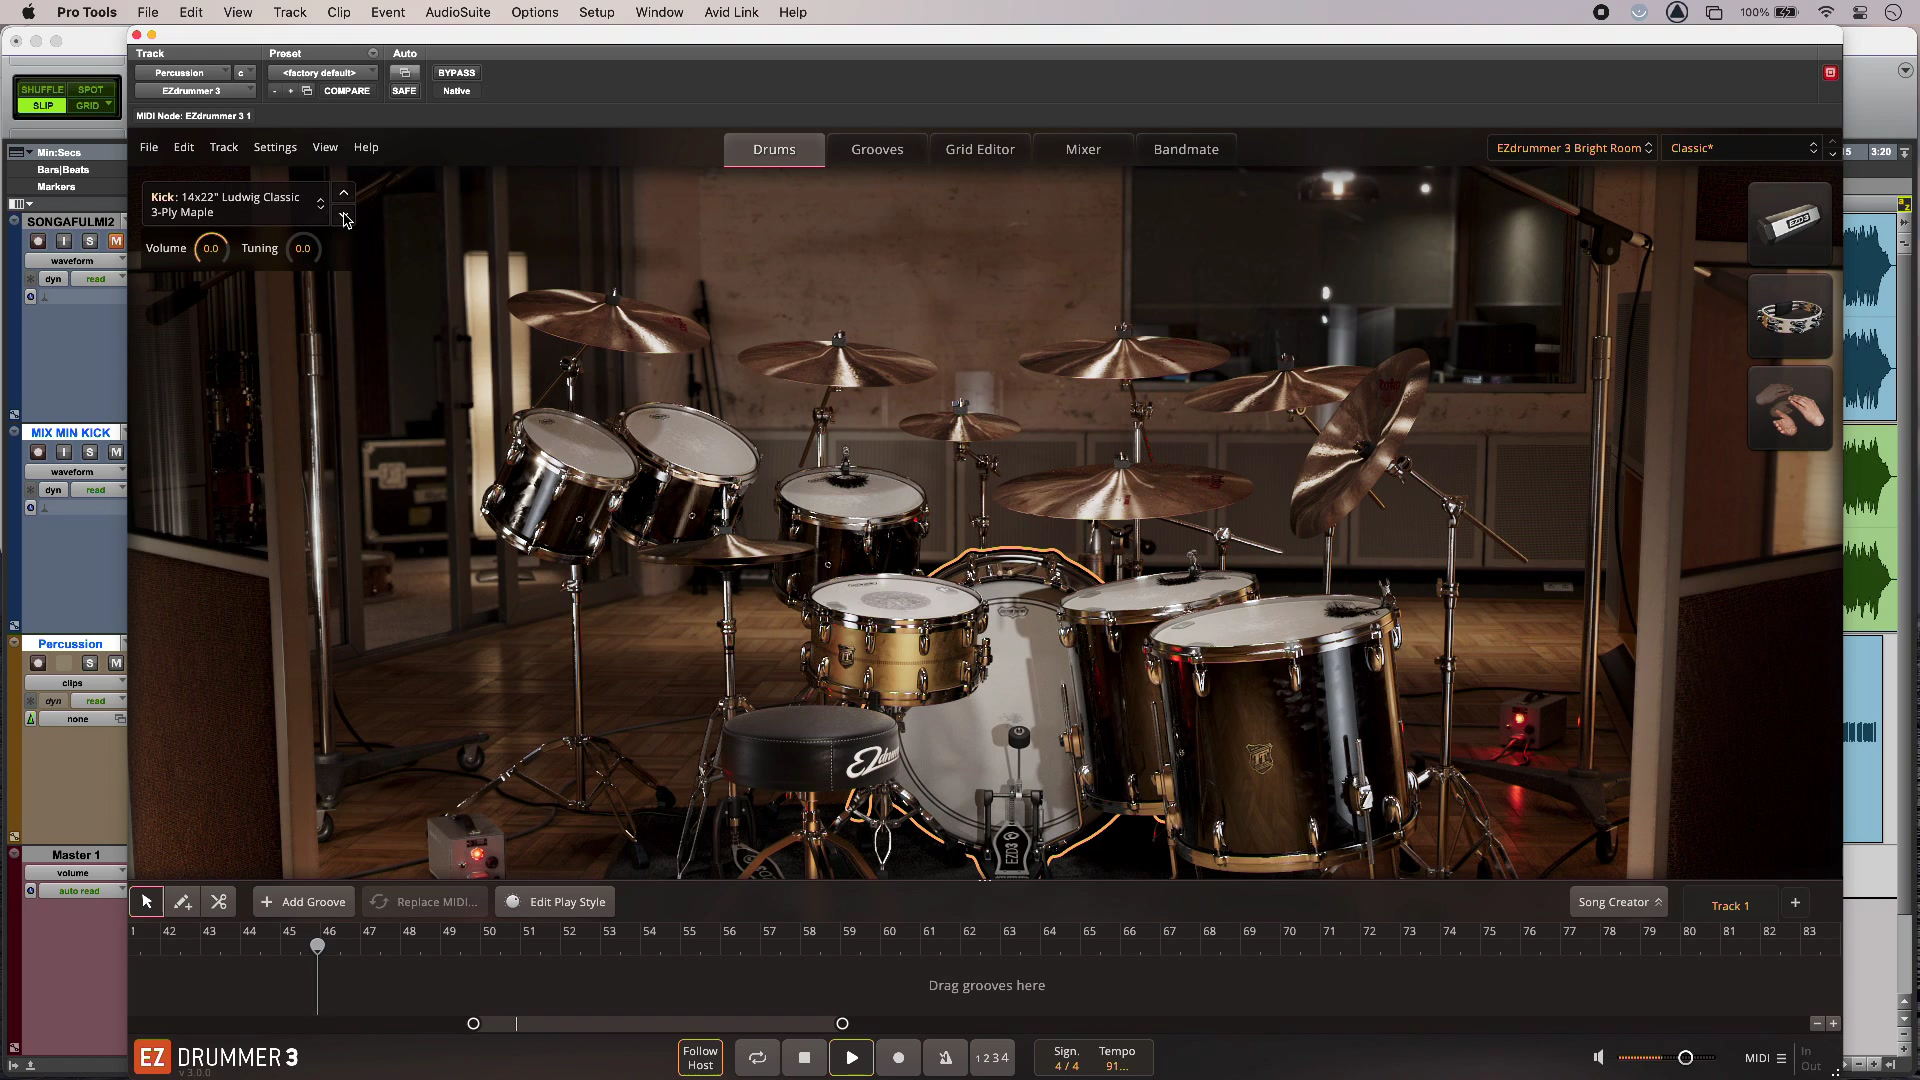 Pro Tools File Edit View Track Clip Event AudioSuite Options Setup Window Avid Link Help 100%
Track Preset Auto
Percussion c <factory default> BYPASS
EZdrummer 3 - + COMPARE SAFE Native
MIDI Node: EZdrummer 3 1
SHUFFLE SPOT
SLIP GRID
Min:Secs
Bars|Beats
Markers
5 3:20
File Edit Track Settings View Help
Drums Grooves Grid Editor Mixer Bandmate
EZdrummer 3 Bright Room Classic*
Kick: 14x22" Ludwig Classic
3-Ply Maple
Volume 0.0 Tuning 0.0
EZD3
SONGAFULMI2
I S M
waveform
dyn read
MIX MIN KICK
I S M
waveform
dyn read
Percussion
S M
clips
dyn read
none
Master 1
volume
auto read
a
z
EZ
EZdrum
EZD3
Add Groove Replace MIDI... Edit Play Style Song Creator Track 1 +
1 42 43 44 45 46 47 48 49 50 51 52 53 54 55 56 57 58 59 60 61 62 63 64 65 66 67 68 69 70 71 72 73 74 75 76 77 78 79 80 81 82 83
Drag grooves here
EZ DRUMMER 3
v 3.0.0
Follow
Host
1 2 3 4
Sign. Tempo
4 / 4 91...
MIDI
In
Out